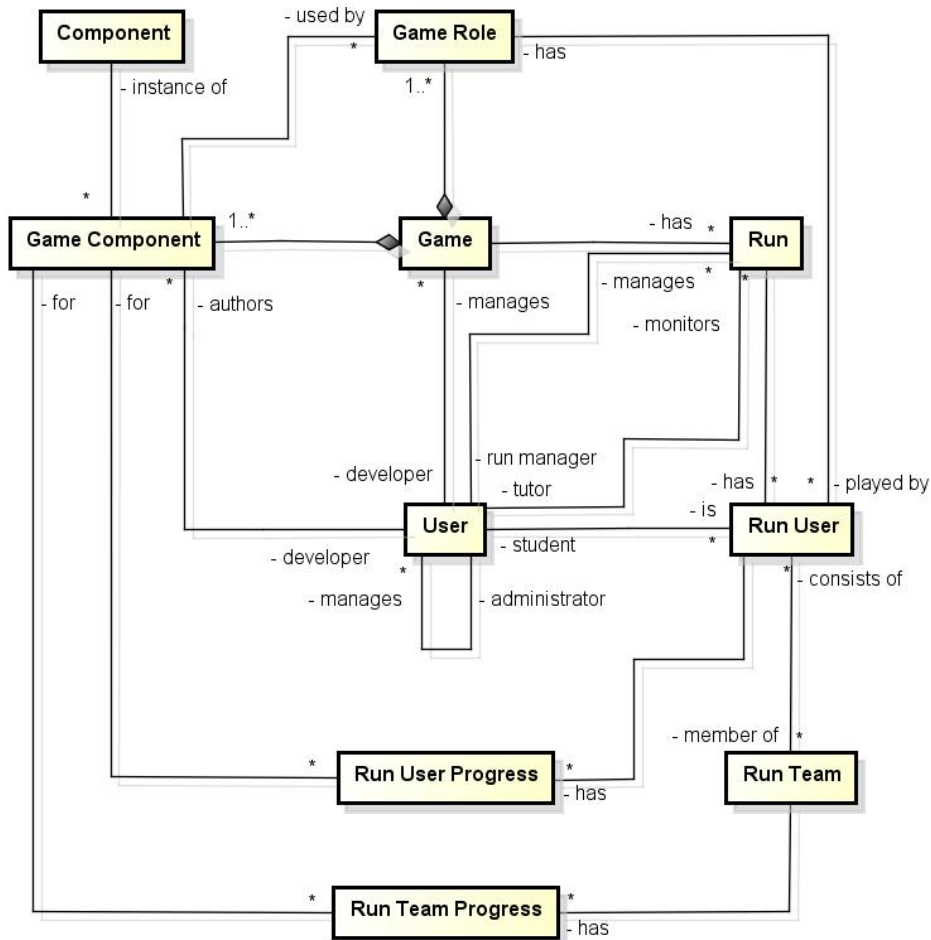 - used by
Component
Game Role
*
- has
- instance of
1..*
*
1..*
Game Component
Game
- has
*
Run
*
- for
- for
- authors
*
- manages
- manages
*
*
- monitors
- developer
- run manager
- tutor
- has
*
*
- played by
User
- is
Run User
- developer
- student
*
*
*
- consists of
- manages
- administrator
- member of
*
*
Run User Progress
*
- has
Run Team
*
Run Team Progress
*
- has